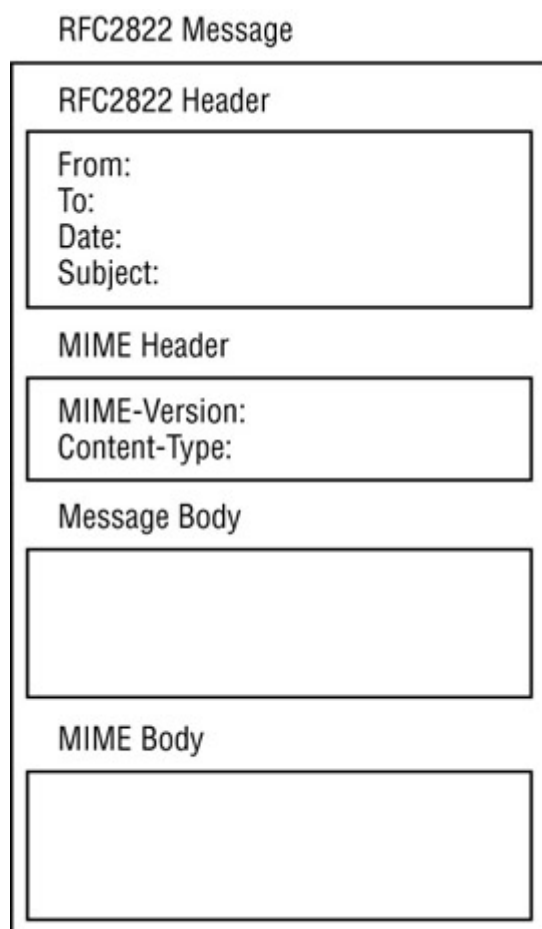 RFC2822 Message
RFC2822 Header
From:
To:
Date:
Subject:
MIME Header
MIME-Version:
Content-Type:
Message Body
MIME Body